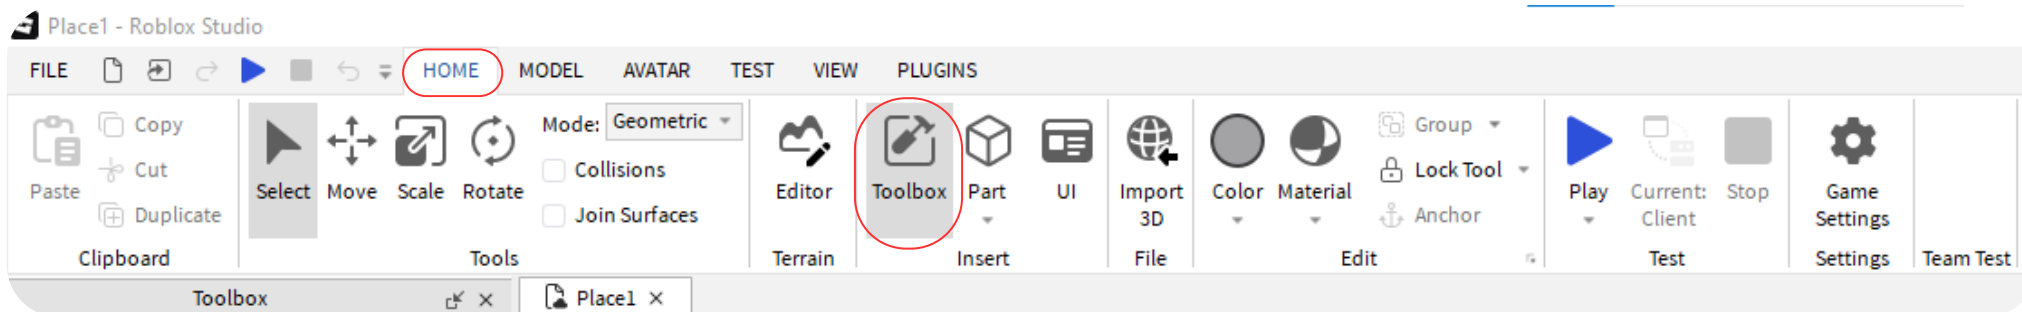 Place1 - Roblox Studio
FILE HOME MODEL AVATAR TEST VIEW PLUGINS
Paste
Copy
Cut
Duplicate
Clipboard
Select Move Scale Rotate
Mode: Geometric
Collisions
Join Surfaces
Tools
Editor
Terrain
Toolbox Part UI
Insert
Import
3D
File
Color Material
Group
Lock Tool
Anchor
Edit
Play
Current:
Client
Stop
Test
Game
Settings
Settings
Team Test
Toolbox
Place1